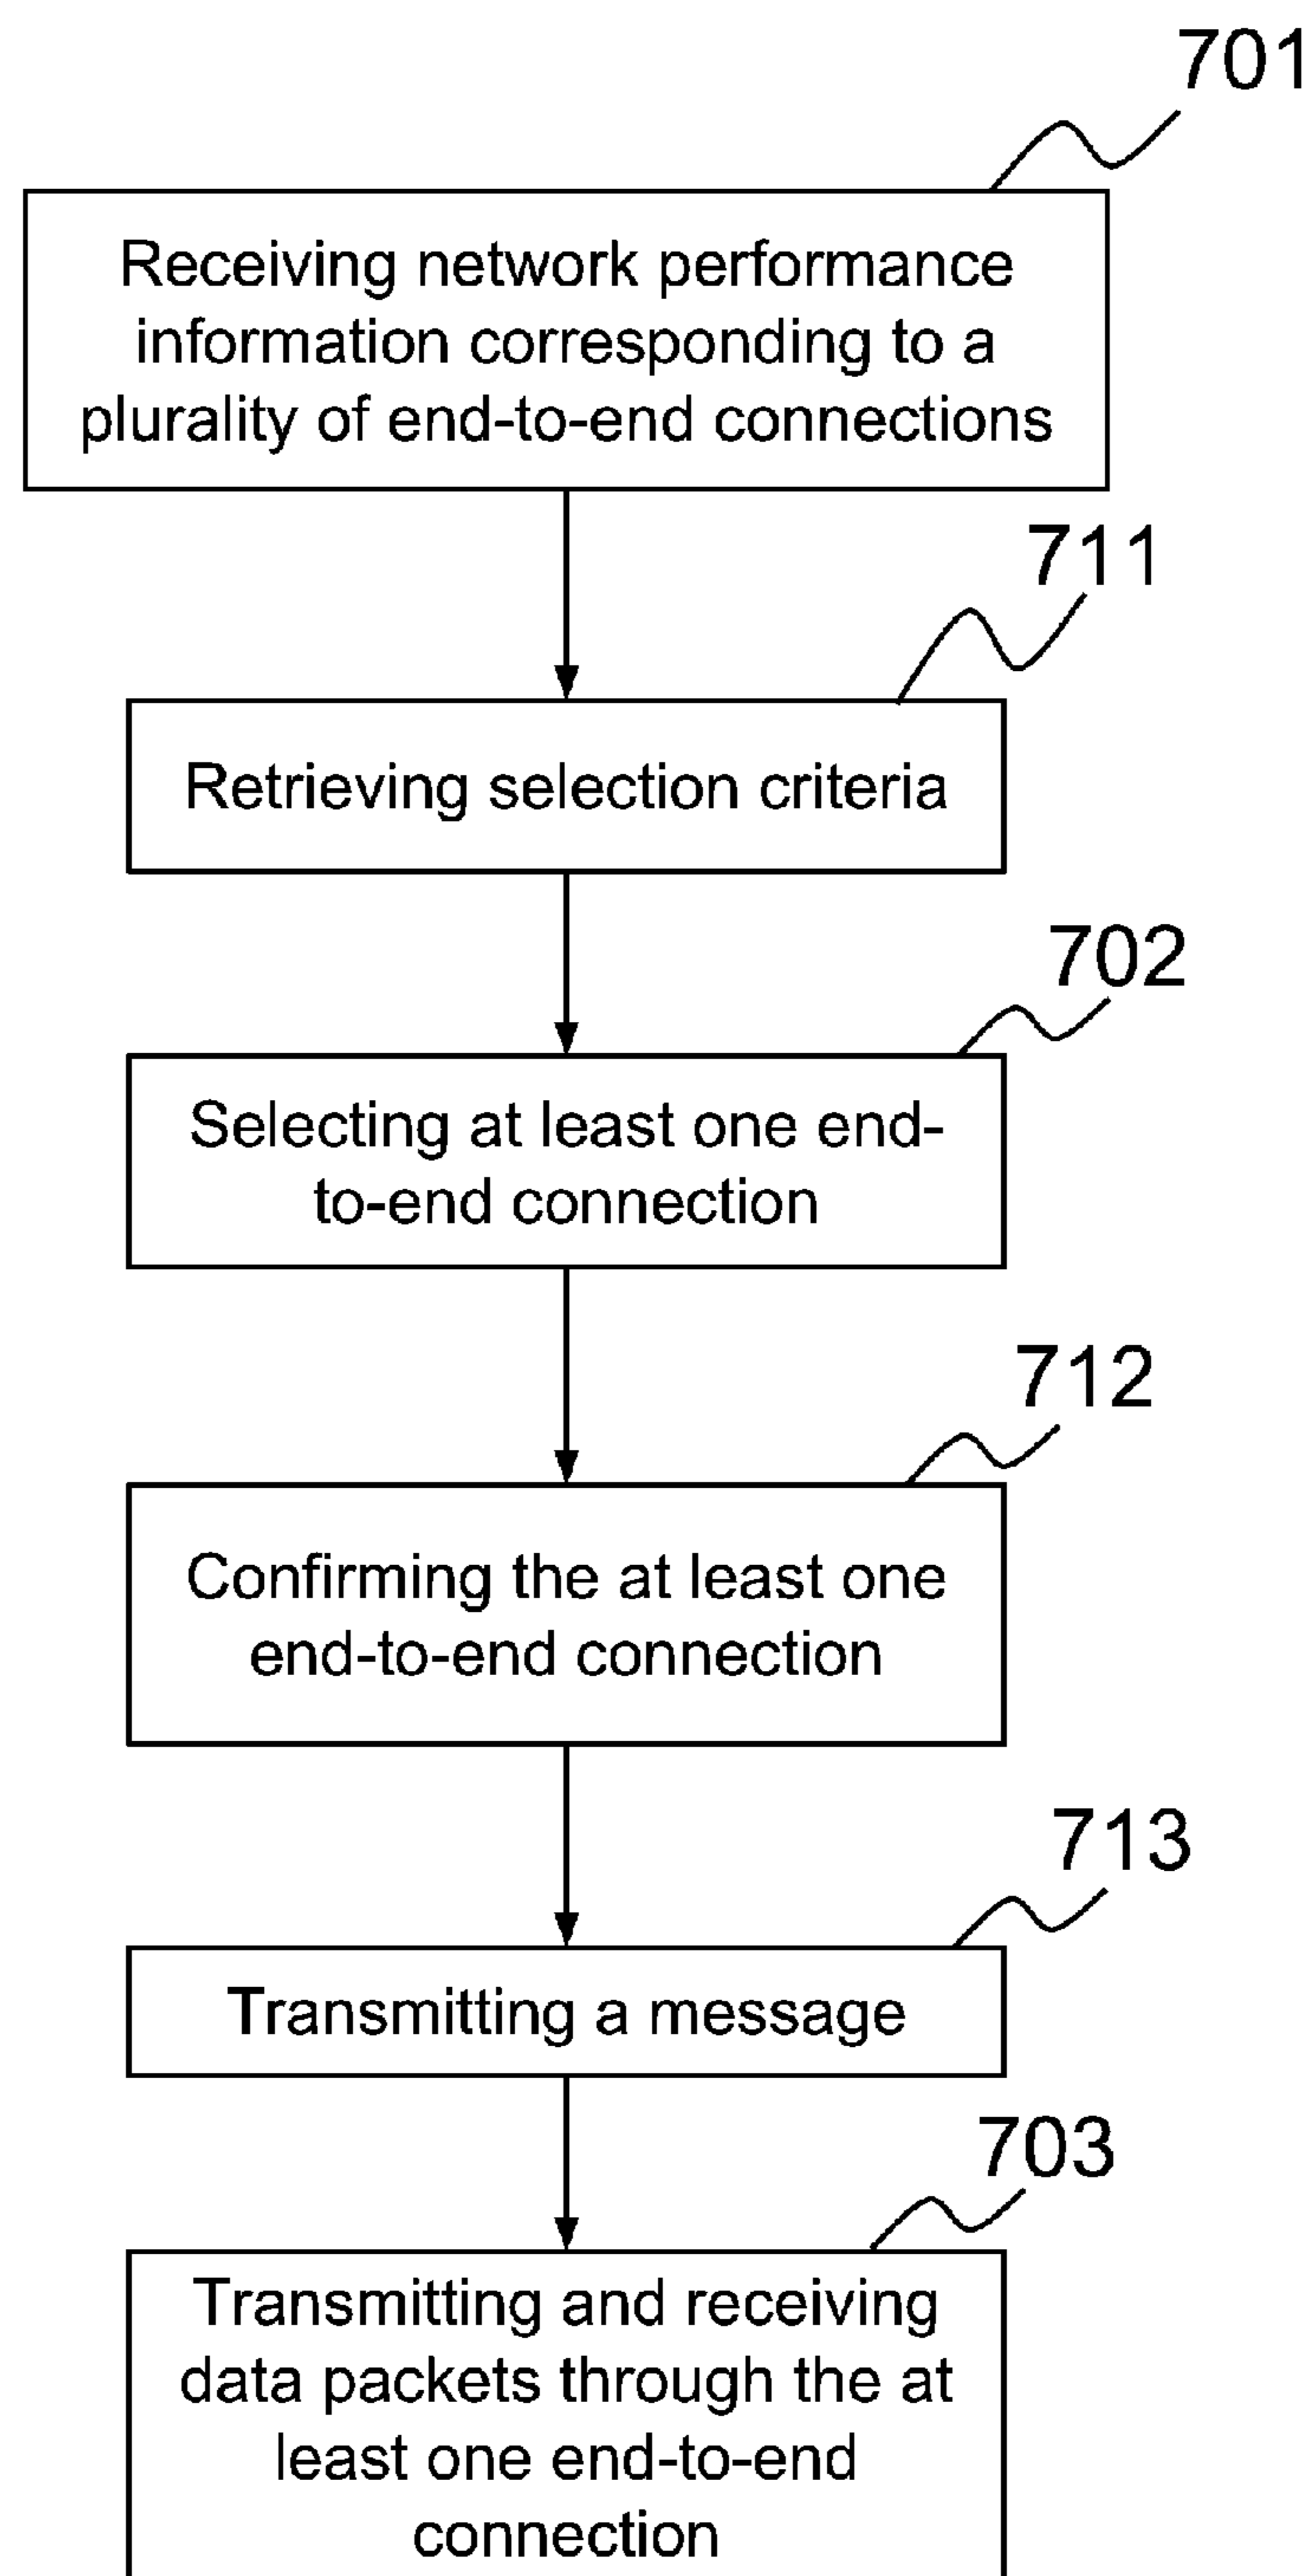 701
Receiving network performance
information corresponding to a
plurality of end-to-end connections
711
Retrieving selection criteria
702
Selecting at least one end-
to-end connection
712
Confirming the at least one
end-to-end connection
713
Transmitting a message
703
Transmitting and receiving
data packets through the at
least one end-to-end
connection